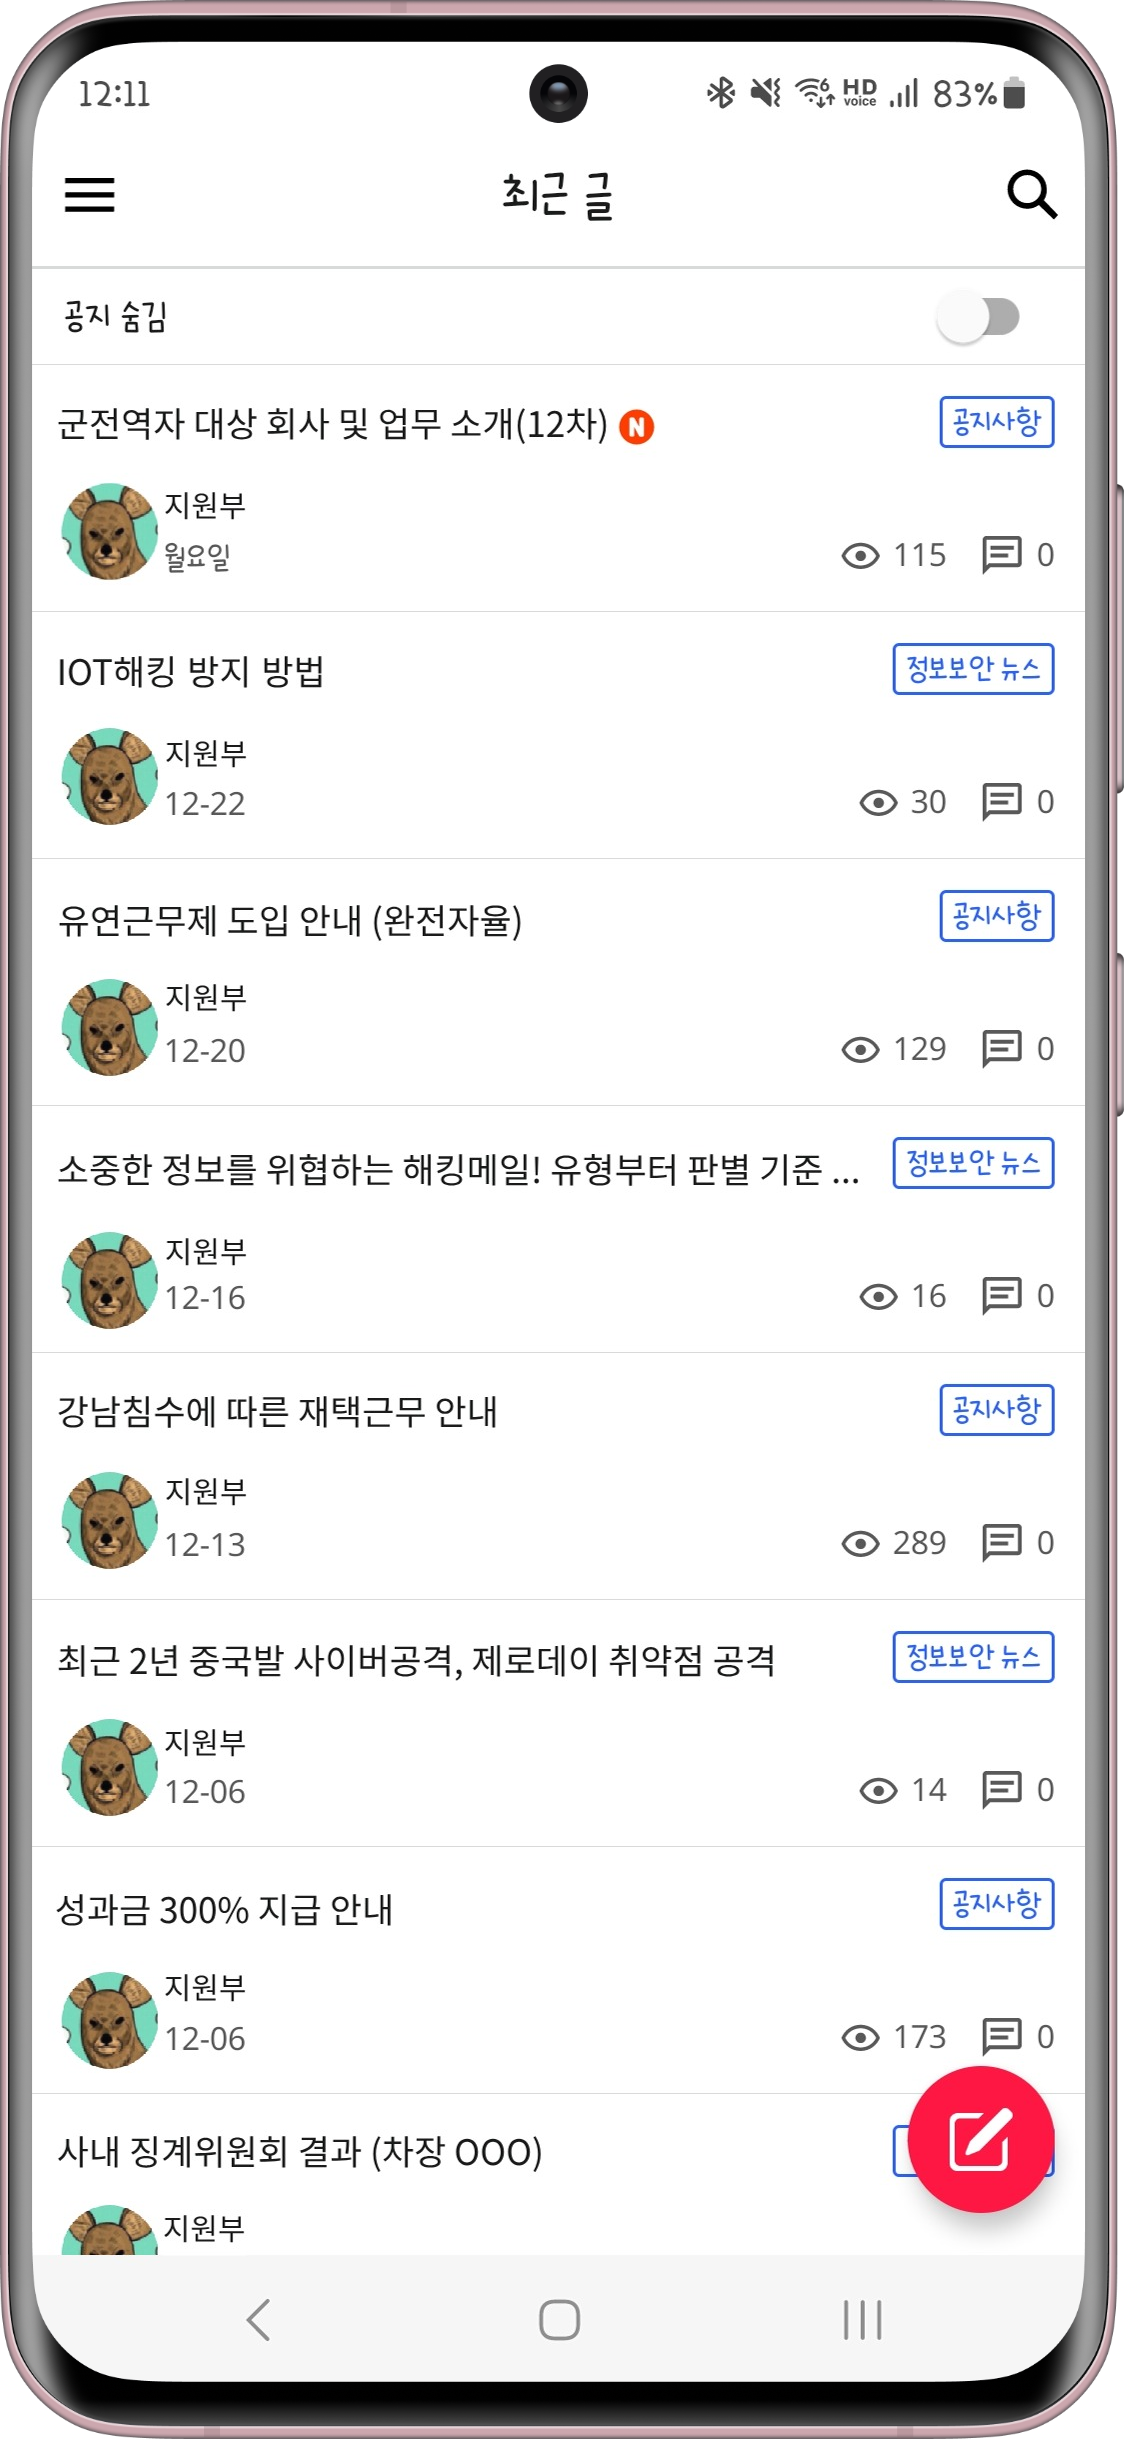 12:11
6 HD voice 83%
최근 글
공지 숨김
군전역자 대상 회사 및 업무 소개(12차) N 공지사항
지원부
월요일 115 0
IOT해킹 방지 방법 정보보안 뉴스
지원부
12-22 30 0
유연근무제 도입 안내 (완전자율) 공지사항
지원부
12-20 129 0
소중한 정보를 위협하는 해킹메일! 유형부터 판별 기준 ... 정보보안 뉴스
지원부
12-16 16 0
강남침수에 따른 재택근무 안내 공지사항
지원부
12-13 289 0
최근 2년 중국발 사이버공격, 제로데이 취약점 공격 정보보안 뉴스
지원부
12-06 14 0
성과금 300% 지급 안내 공지사항
지원부
12-06 173 0
사내 징계위원회 결과 (차장 OOO)
지원부